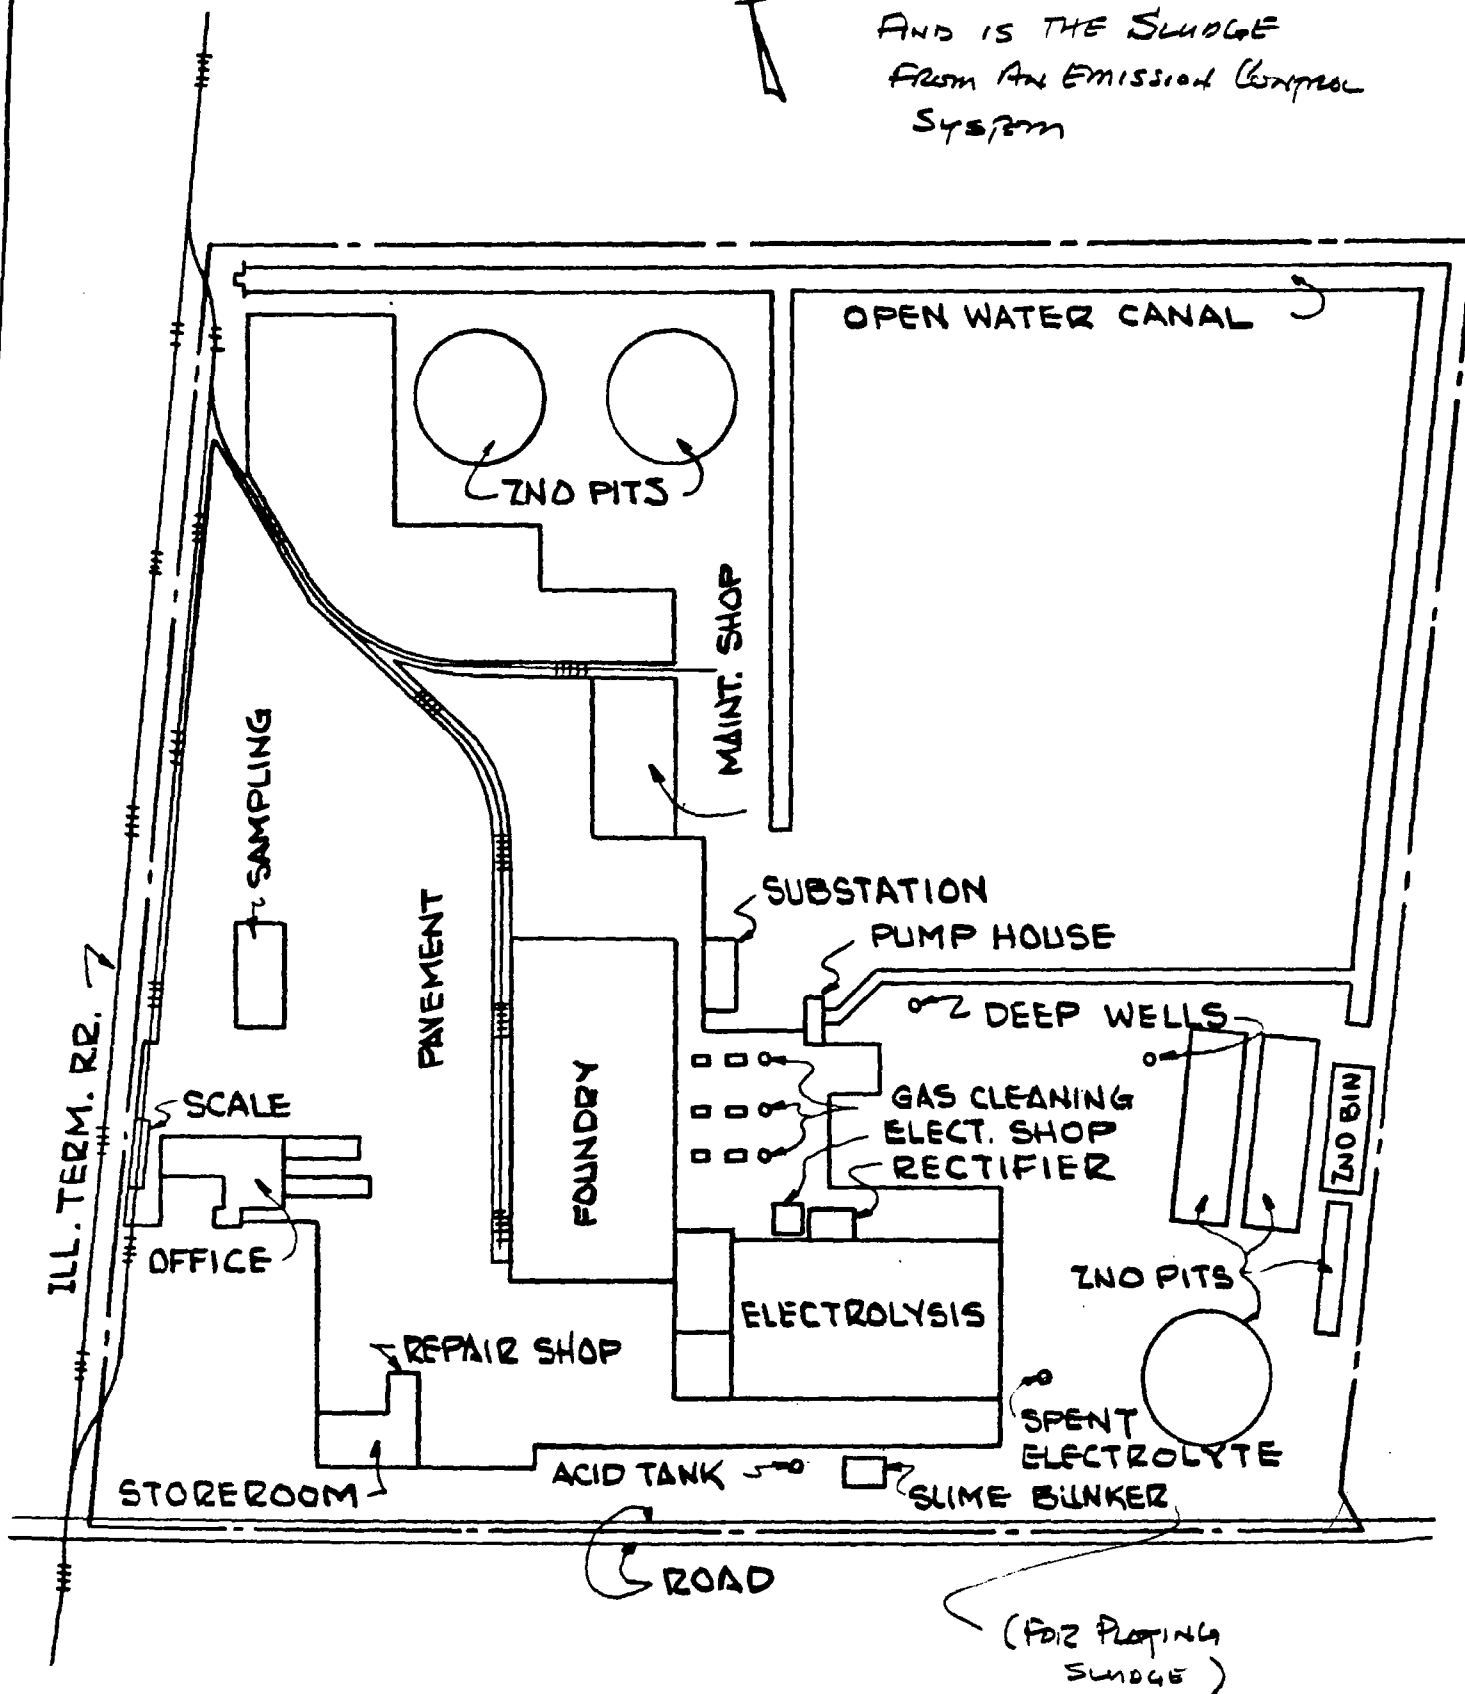 AND IS THE SLUDGE
FROM AN EMISSION CONTROL
SYSTEM
OPEN WATER CANAL
ZNO PITS
MAINT. SHOP
SAMPLING
SUBSTATION
PUMP HOUSE
PAVEMENT
DEEP WELLS
ILL. TERM. RR.
SCALE
FOUNDRY
GAS CLEANING
ELECT. SHOP
RECTIFIER
ZNO BIN
OFFICE
ZNO PITS
ELECTROLYSIS
REPAIR SHOP
SPENT
ELECTROLYTE
ACID TANK
STOREROOM
SLIME BUNKER
ROAD
(FOR PLATING
SLUDGE)